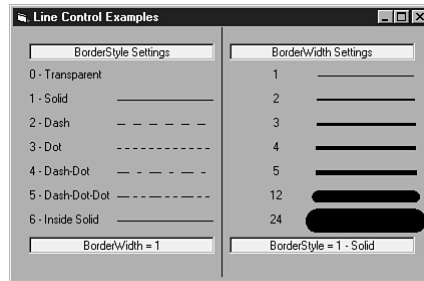 Line Control Examples
BorderStyle Settings
0 - Transparent
1 - Solid
2 - Dash
3 - Dot
4 - Dash-Dot
5 - Dash-Dot-Dot
6 - Inside Solid
BorderWidth = 1
BorderWidth Settings
1
2
3
4
5
12
24
BorderStyle = 1 - Solid